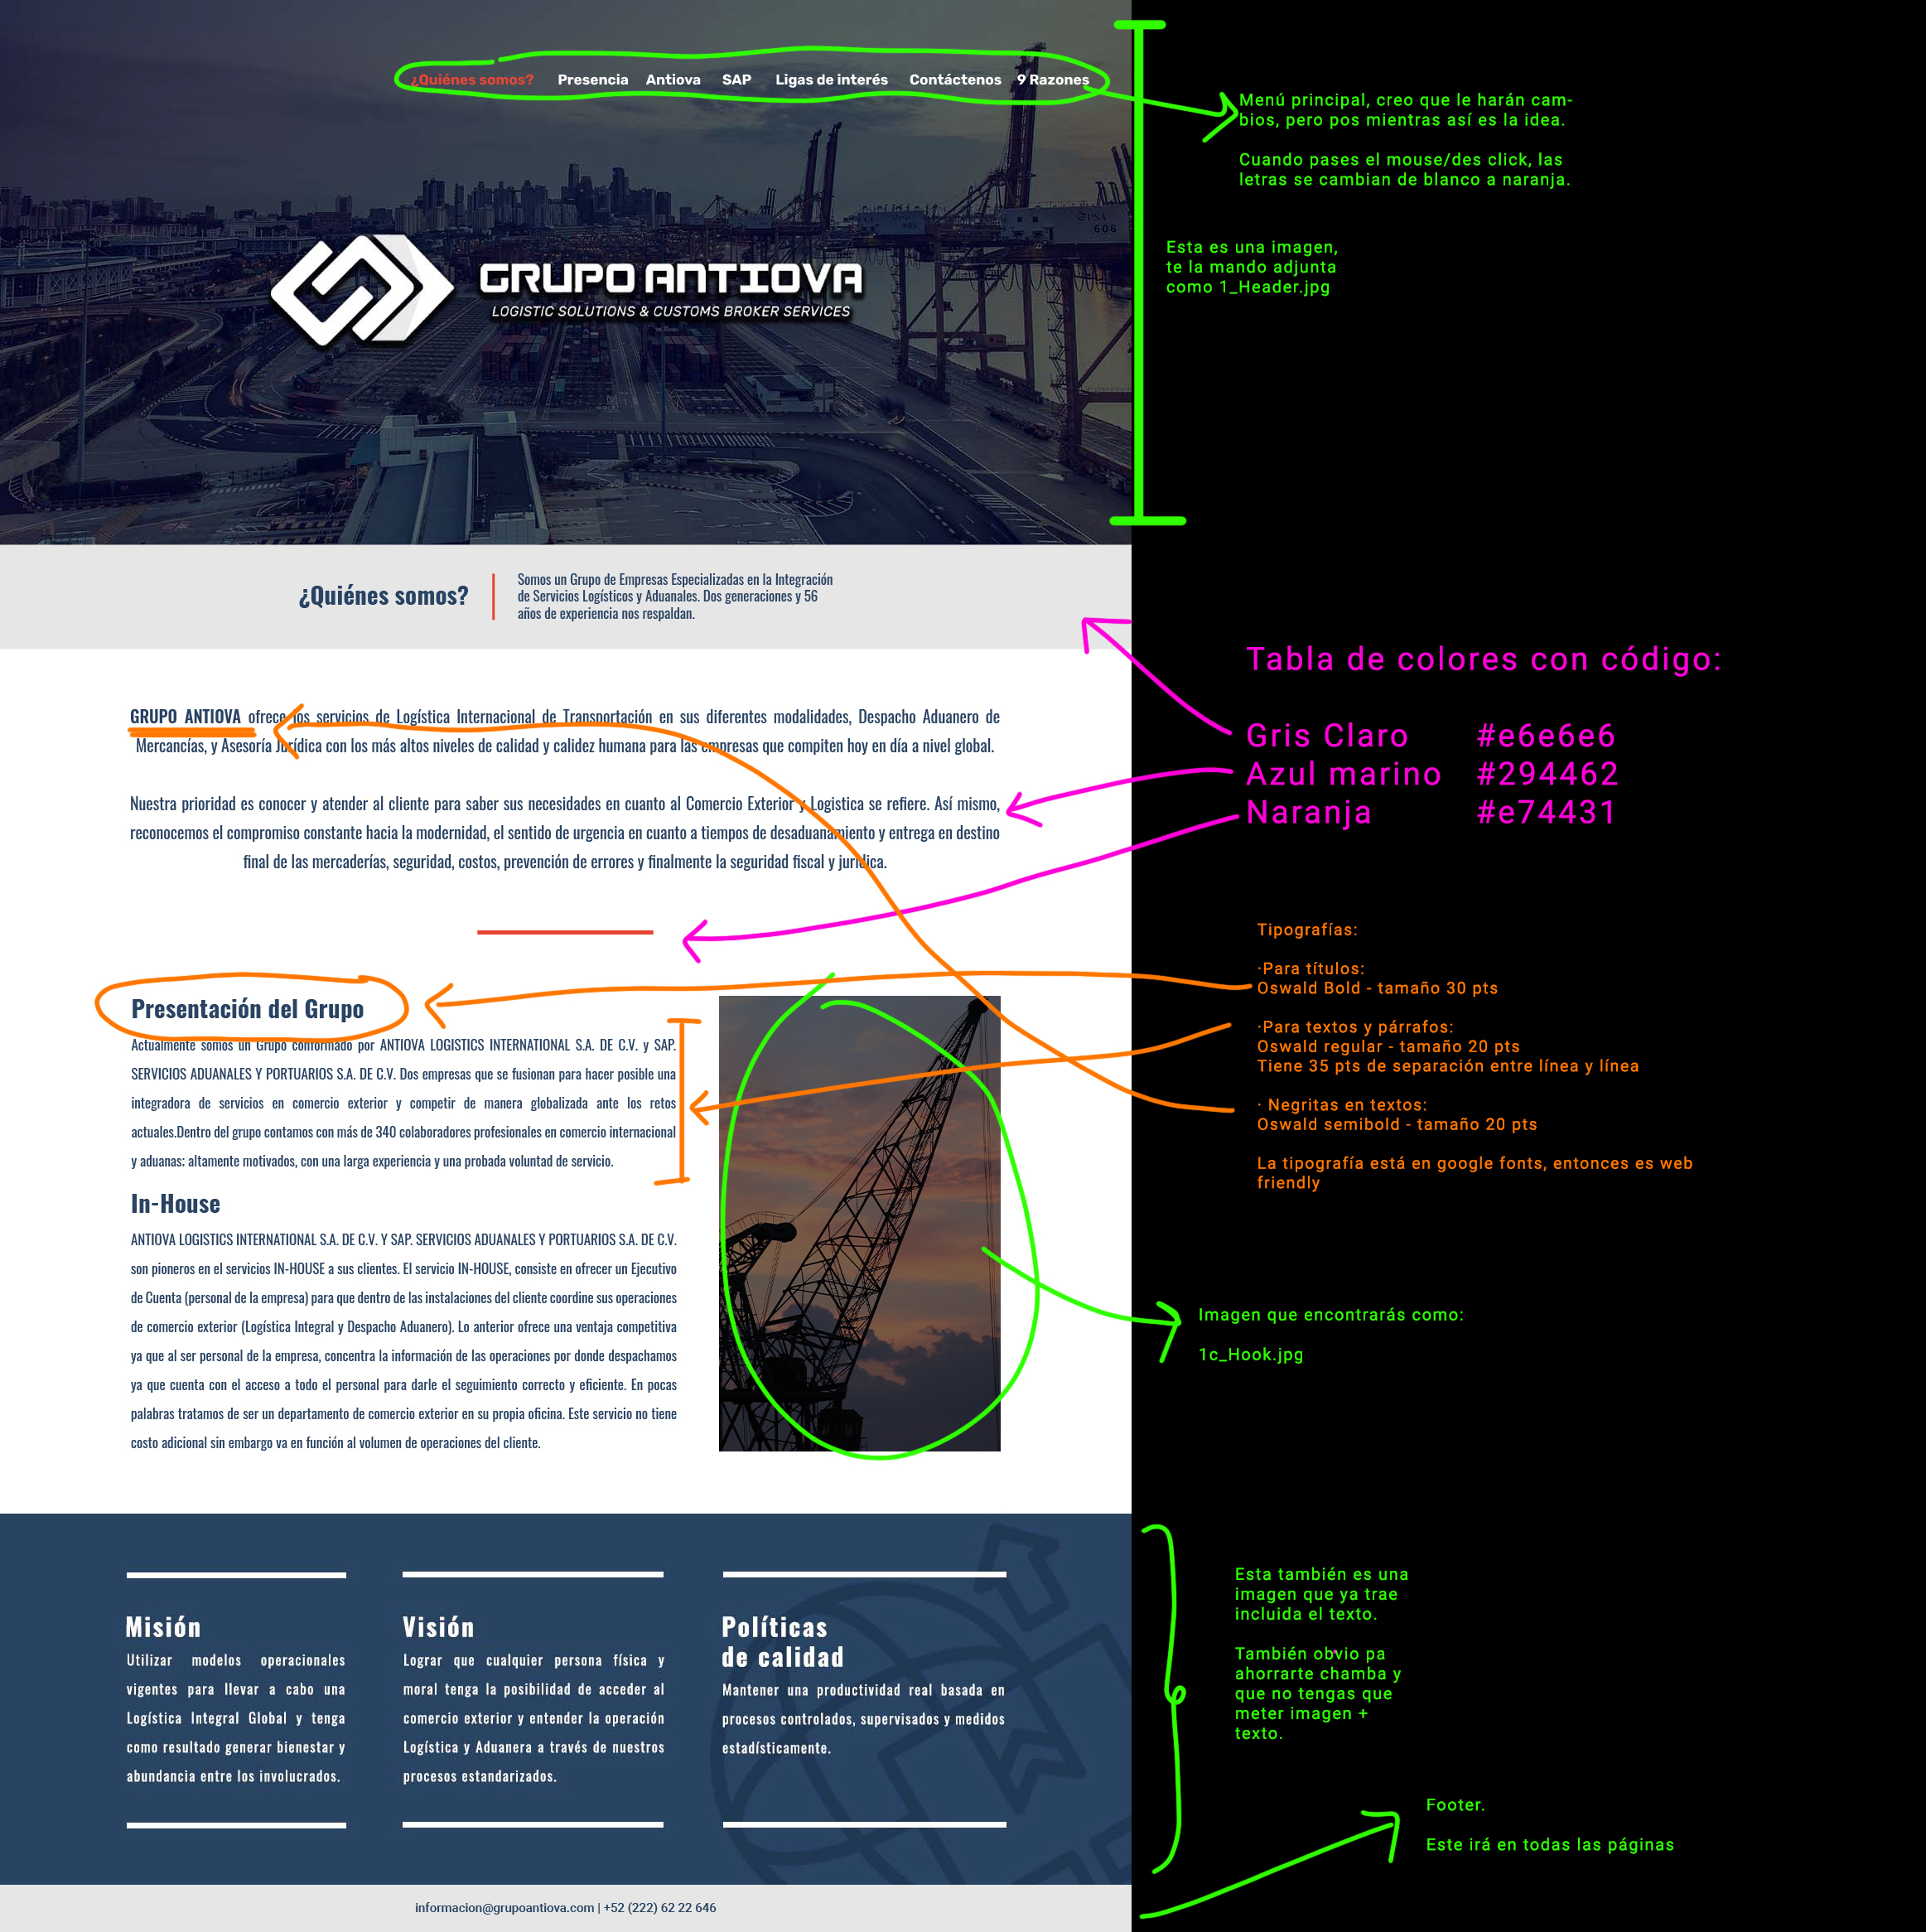 ¿Quiénes somos? Presencia Antiova SAP Ligas de interés Contáctenos 9 Razones
Menú principal, creo que le harán cam-
bios, pero pos mientras así es la idea.
Cuando pases el mouse/des click, las
letras se cambian de blanco a naranja.
PSA
606
Esta es una imagen,
te la mando adjunta
como 1_Header.jpg
GRUPO ANTIOVA
LOGISTIC SOLUTIONS & CUSTOMS BROKER SERVICES
¿Quiénes somos?
Somos un Grupo de Empresas Especializadas en la Integración
de Servicios Logísticos y Aduanales. Dos generaciones y 56
años de experiencia nos respaldan.
Tabla de colores con código:
Gris Claro #e6e6e6
Azul marino #294462
Naranja #e74431
GRUPO ANTIOVA ofrece los servicios de Logística Internacional de Transportación en sus diferentes modalidades, Despacho Aduanero de
Mercancías, y Asesoría Jurídica con los más altos niveles de calidad y calidez humana para las empresas que compiten hoy en día a nivel global.
Nuestra prioridad es conocer y atender al cliente para saber sus necesidades en cuanto al Comercio Exterior y Logistica se refiere. Así mismo,
reconocemos el compromiso constante hacia la modernidad, el sentido de urgencia en cuanto a tiempos de desaduanamiento y entrega en destino
final de las mercaderías, seguridad, costos, prevención de errores y finalmente la seguridad fiscal y jurídica.
Tipografías:
·Para títulos:
Oswald Bold - tamaño 30 pts
·Para textos y párrafos:
Oswald regular - tamaño 20 pts
Tiene 35 pts de separación entre línea y línea
· Negritas en textos:
Oswald semibold - tamaño 20 pts
La tipografía está en google fonts, entonces es web
friendly
Presentación del Grupo
Actualmente somos un Grupo conformado por ANTIOVA LOGISTICS INTERNATIONAL S.A. DE C.V. y SAP.
SERVICIOS ADUANALES Y PORTUARIOS S.A. DE C.V. Dos empresas que se fusionan para hacer posible una
integradora de servicios en comercio exterior y competir de manera globalizada ante los retos
actuales.Dentro del grupo contamos con más de 340 colaboradores profesionales en comercio internacional
y aduanas; altamente motivados, con una larga experiencia y una probada voluntad de servicio.
In-House
ANTIOVA LOGISTICS INTERNATIONAL S.A. DE C.V. Y SAP. SERVICIOS ADUANALES Y PORTUARIOS S.A. DE C.V.
son pioneros en el servicios IN-HOUSE a sus clientes. El servicio IN-HOUSE, consiste en ofrecer un Ejecutivo
de Cuenta (personal de la empresa) para que dentro de las instalaciones del cliente coordine sus operaciones
de comercio exterior (Logística Integral y Despacho Aduanero). Lo anterior ofrece una ventaja competitiva
ya que al ser personal de la empresa, concentra la información de las operaciones por donde despachamos
ya que cuenta con el acceso a todo el personal para darle el seguimiento correcto y eficiente. En pocas
palabras tratamos de ser un departamento de comercio exterior en su propia oficina. Este servicio no tiene
costo adicional sin embargo va en función al volumen de operaciones del cliente.
Imagen que encontrarás como:
1c_Hook.jpg
Misión
Utilizar modelos operacionales
vigentes para llevar a cabo una
Logística Integral Global y tenga
como resultado generar bienestar y
abundancia entre los involucrados.
Visión
Lograr que cualquier persona física y
moral tenga la posibilidad de acceder al
comercio exterior y entender la operación
Logística y Aduanera a través de nuestros
procesos estandarizados.
Políticas
de calidad
Mantener una productividad real basada en
procesos controlados, supervisados y medidos
estadísticamente.
Esta también es una
imagen que ya trae
incluida el texto.
También obvio pa
ahorrarte chamba y
que no tengas que
meter imagen +
texto.
Footer.
Este irá en todas las páginas
informacion@grupoantiova.com | +52 (222) 62 22 646